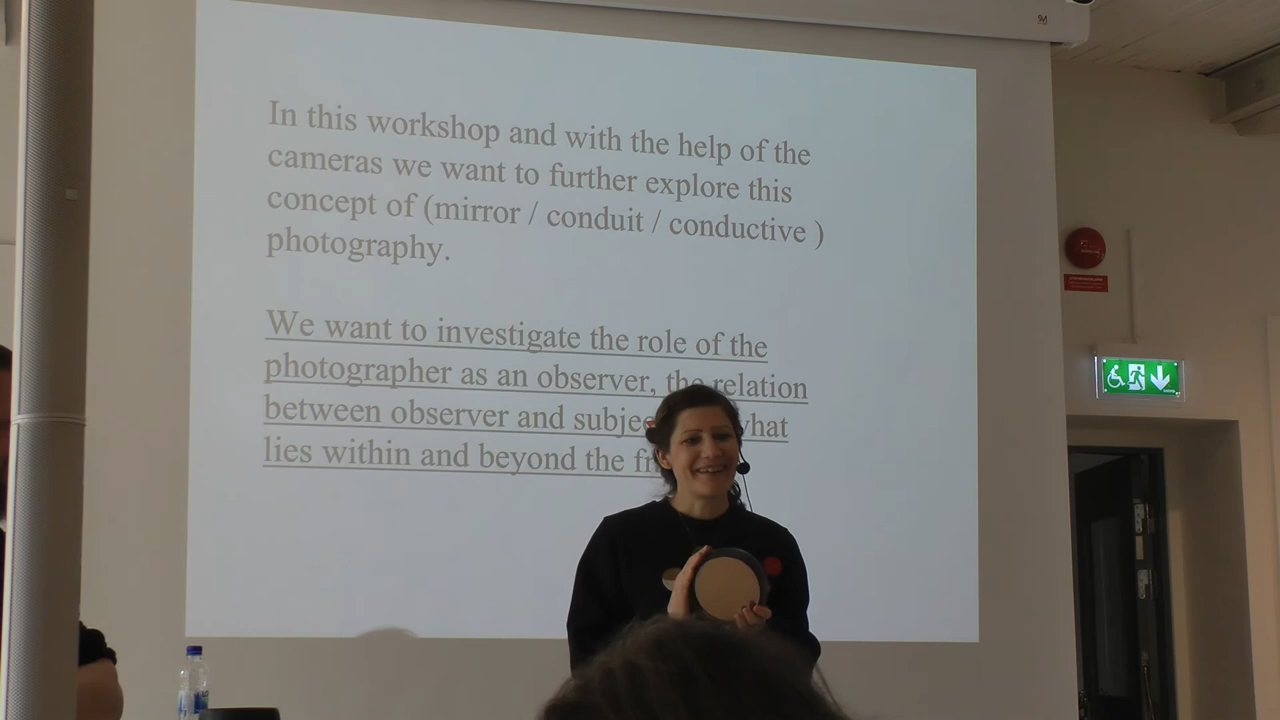 In this workshop and with the help of the
cameras we want to further explore this
concept of (mirror / conduit / conductive )
photography.
We want to investigate the role of the
photographer as an observer, the relation
between observer and what
lies within and beyond the